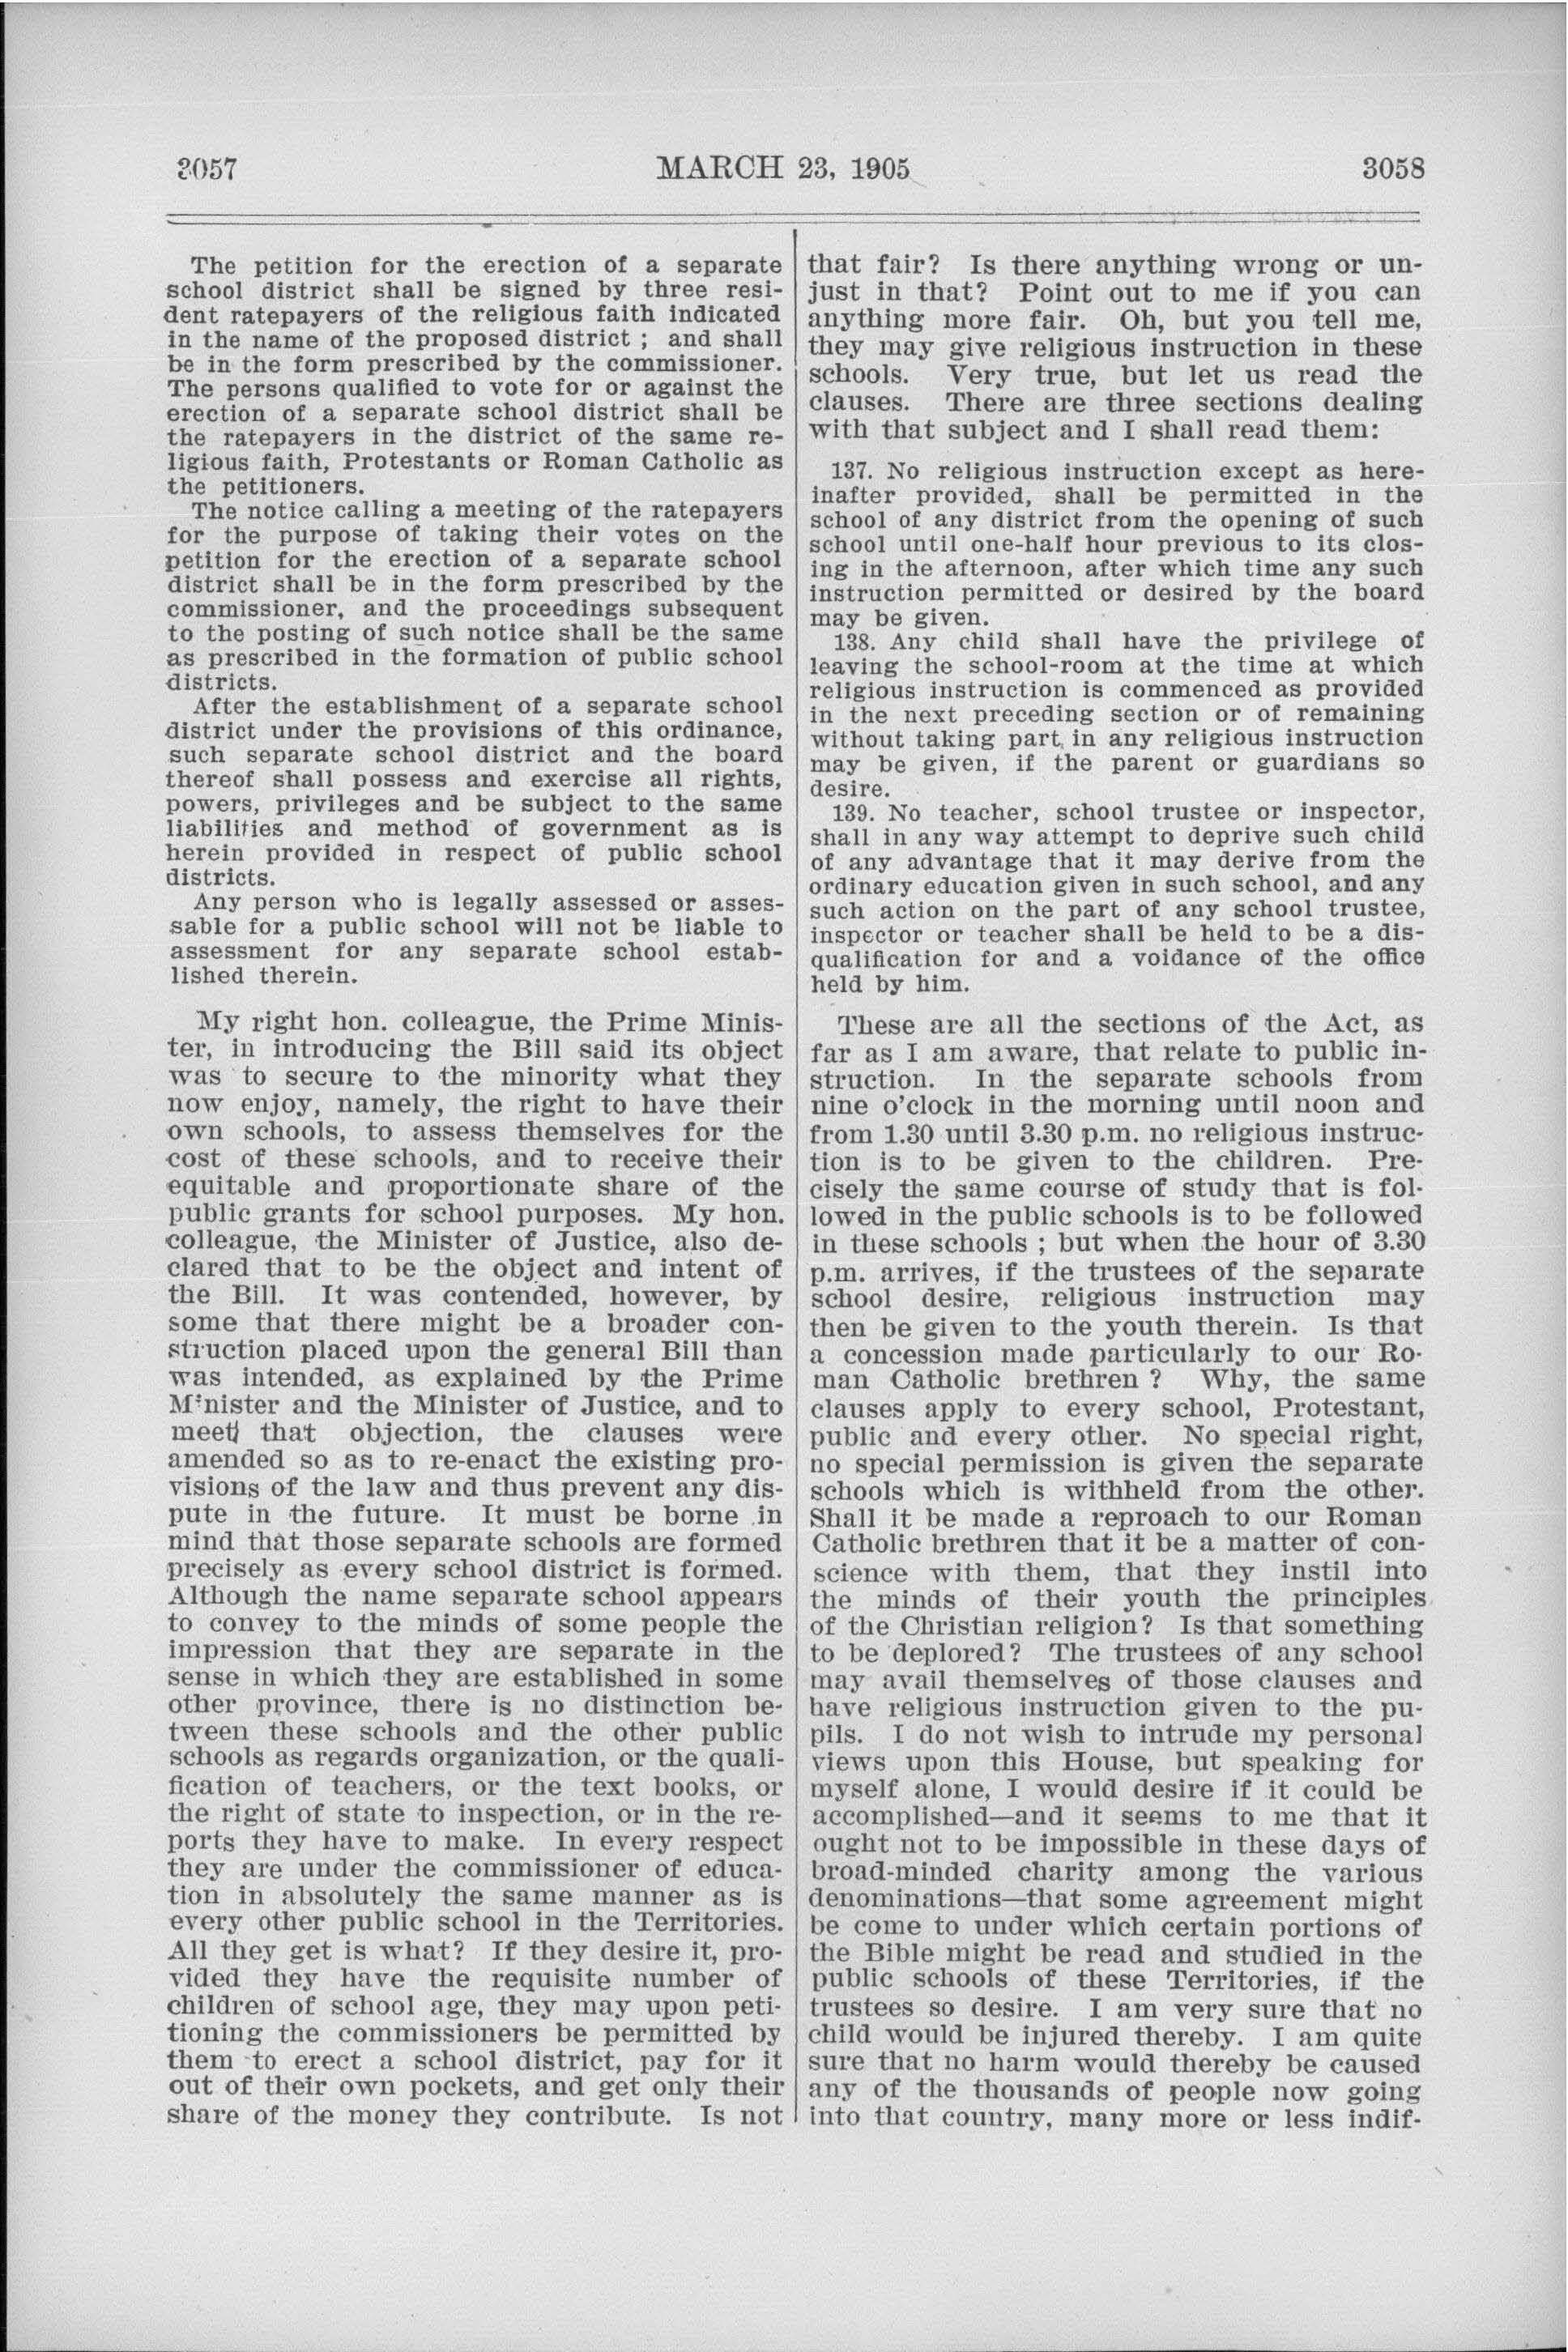 3057
MARCH 23, 1905
3058
The petition for the erection of a separate
school district shall be signed by three resi-
dent ratepayers of the religious faith indicated
in the name of the proposed district ; and shall
be in the form prescribed by the commissioner.
The persons qualified to vote for or against the
erection of a separate school district shall be
the ratepayers in the district of the same re-
ligious faith, Protestants or Roman Catholic as
the petitioners.
The notice calling a meeting of the ratepayers
for the purpose of taking their votes on the
petition for the erection of a separate school
district shall be in the form prescribed by the
commissioner, and the proceedings subsequent
to the posting of such notice shall be the same
as prescribed in the formation of public school
districts.
After the establishment of a separate school
district under the provisions of this ordinance,
such separate school district and the board
thereof shall possess and exercise all rights,
powers, privileges and be subject to the same
liabilities and method of government as is
herein provided in respect of public school
districts.
Any person who is legally assessed or asses-
sable for a public school will not be liable to
assessment for any separate school estab-
lished therein.
My right hon. colleague, the Prime Minis-
ter, in introducing the Bill said its object
was to secure to the minority what they
now enjoy, namely, the right to have their
own schools, to assess themselves for the
cost of these schools, and to receive their
equitable and proportionate share of the
public grants for school purposes. My hon.
colleague, the Minister of Justice, also de-
clared that to be the object and intent of
the Bill. It was contended, however, by
some that there might be a broader con-
struction placed upon the general Bill than
was intended, as explained by the Prime
Minister and the Minister of Justice, and to
meet that objection, the clauses were
amended so as to re-enact the existing pro-
visions of the law and thus prevent any dis-
pute in the future. It must be borne in
mind that those separate schools are formed
precisely as every school district is formed.
Although the name separate school appears
to convey to the minds of some people the
impression that they are separate in the
sense in which they are established in some
other province, there is no distinction be-
tween these schools and the other public
schools as regards organization, or the quali-
fication of teachers, or the text books, or
the right of state to inspection, or in the re-
ports they have to make. In every respect
they are under the commissioner of educa-
tion in absolutely the same manner as is
every other public school in the Territories.
All they get is what? If they desire it, pro-
vided they have the requisite number of
children of school age, they may upon peti-
tioning the commissioners be permitted by
them to erect a school district, pay for it
out of their own pockets, and get only their
share of the money they contribute. Is not
that fair? Is there anything wrong or un-
just in that? Point out to me if you can
anything more fair. Oh, but you tell me,
they may give religious instruction in these
schools. Very true, but let us read the
clauses. There are three sections dealing
with that subject and I shall read them:
137. No religious instruction except as here-
inafter provided, shall be permitted in the
school of any district from the opening of such
school until one-half hour previous to its clos-
ing in the afternoon, after which time any such
instruction permitted or desired by the board
may be given.
138. Any child shall have the privilege of
leaving the school-room at the time at which
religious instruction is commenced as provided
in the next preceding section or of remaining
without taking part, in any religious instruction
may be given, if the parent or guardians so
desire.
139. No teacher, school trustee or inspector,
shall in any way attempt to deprive such child
of any advantage that it may derive from the
ordinary education given in such school, and any
such action on the part of any school trustee,
inspector or teacher shall be held to be a dis-
qualification for and a voidance of the office
held by him.
These are all the sections of the Act, as
far as I am aware, that relate to public in-
struction. In the separate schools from
nine o'clock in the morning until noon and
from 1.30 until 3.30 p.m. no religious instruc-
tion is to be given to the children. Pre-
cisely the same course of study that is fol-
lowed in the public schools is to be followed
in these schools ; but when the hour of 3.30
p.m. arrives, if the trustees of the separate
school desire, religious instruction may
then be given to the youth therein. Is that
a concession made particularly to our Ro-
man Catholic brethren ? Why, the same
clauses apply to every school, Protestant,
public and every other. No special right,
no special permission is given the separate
schools which is withheld from the other.
Shall it be made a reproach to our Roman
Catholic brethren that it be a matter of con-
science with them, that they instil into
the minds of their youth the principles
of the Christian religion? Is that something
to be deplored? The trustees of any school
may avail themselves of those clauses and
have religious instruction given to the pu-
pils. I do not wish to intrude my personal
views upon this House, but speaking for
myself alone, I would desire if it could be
accomplished—and it seems to me that it
ought not to be impossible in these days of
broad-minded charity among the various
denominations—that some agreement might
be come to under which certain portions of
the Bible might be read and studied in the
public schools of these Territories, if the
trustees so desire. I am very sure that no
child would be injured thereby. I am quite
sure that no harm would thereby be caused
any of the thousands of people now going
into that country, many more or less indif-